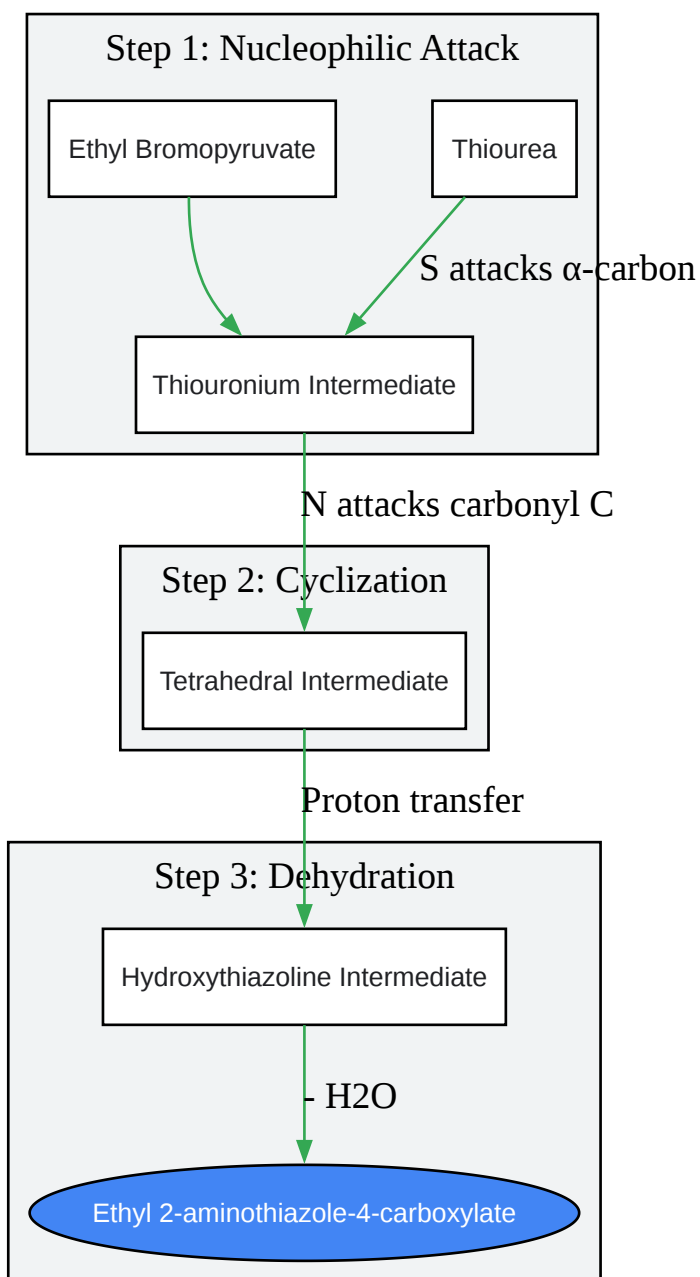 Step 1: Nucleophilic Attack
Ethyl Bromopyruvate
Thiourea
S attacks α-carbon
Thiouronium Intermediate
N attacks carbonyl C
Step 2: Cyclization
Tetrahedral Intermediate
Proton transfer
Step 3: Dehydration
Hydroxythiazoline Intermediate
- H2O
Ethyl 2-aminothiazole-4-carboxylate